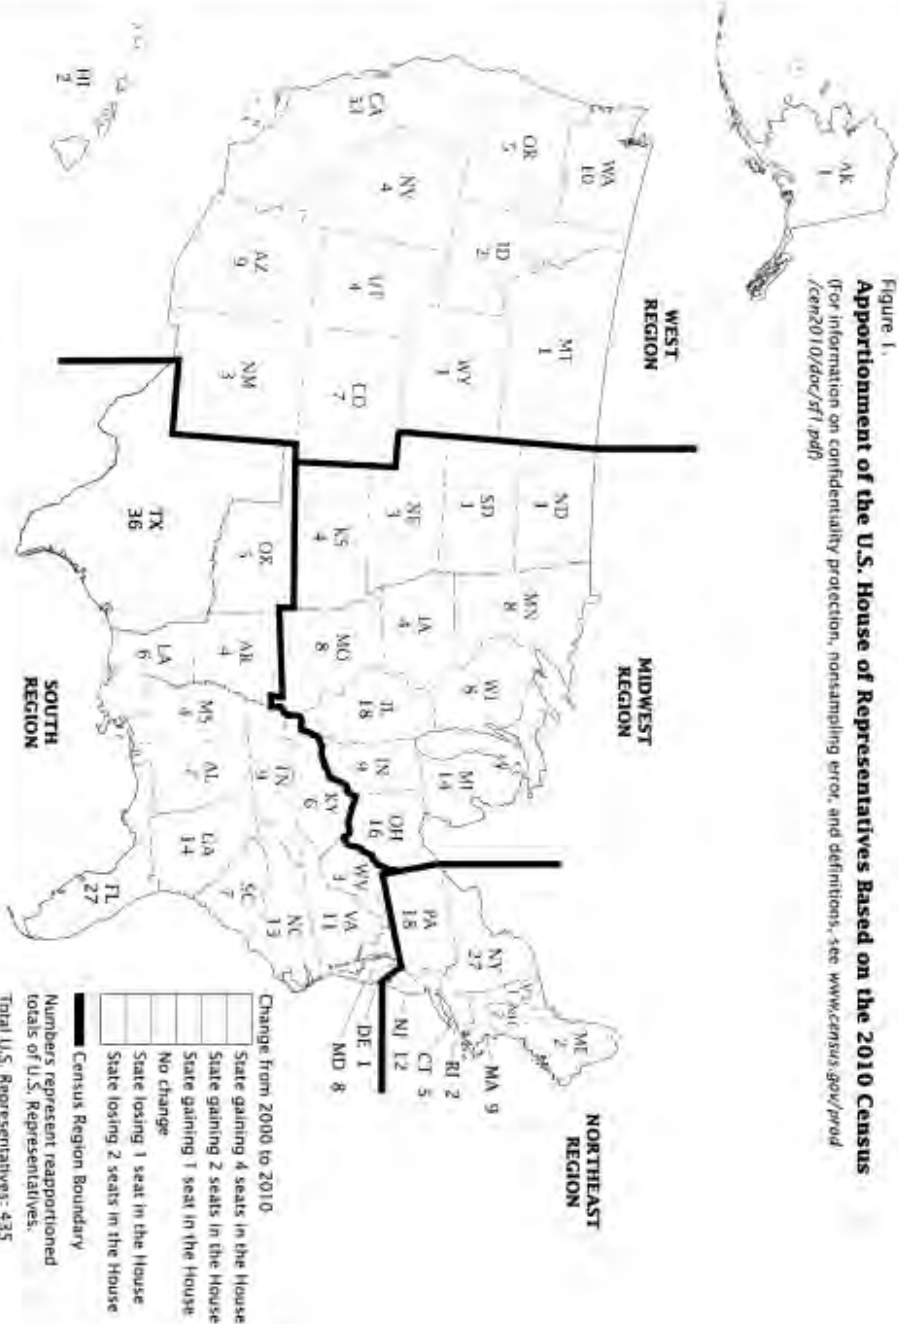 Figure 1.
Apportionment of the U.S. House of Representatives Based on the 2010 Census
(For information on confidentiality protection, nonsampling error, and definitions, see www.census.gov/prod
/cen2010/doc/sf1.pdf)
WEST
REGION
MIDWEST
REGION
NORTHEAST
REGION
SOUTH
REGION
AK
1
HI
2
WA
10
OR
5
CA
NV
4
ID
2
MT
1
WY
1
4
CO
7
AZ
9
NM
3
ND
1
SD
1
NE
3
KS
4
MN
8
IA
4
MO
8
WI
8
IL
18
MI
14
IN
9
OH
16
TX
36
OK
AR
4
LA
6
MS
4
AL
TN
9
KY
6
GA
14
FL
27
SC
7
NC
13
VA
11
WV
3
PA
18
NY
27
ME
2
MA 9
RI 2
CT 5
NJ 12
DE 1
MD 8
Change from 2000 to 2010
State gaining 4 seats in the House
State gaining 2 seats in the House
State gaining 1 seat in the House
No change
State losing 1 seat in the House
State losing 2 seats in the House
Census Region Boundary
Numbers represent reapportioned
totals of U.S. Representatives.
Total U.S. Representatives: 435